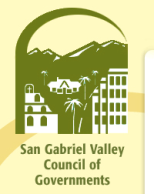 San Gabriel Valley
Council of
Governments